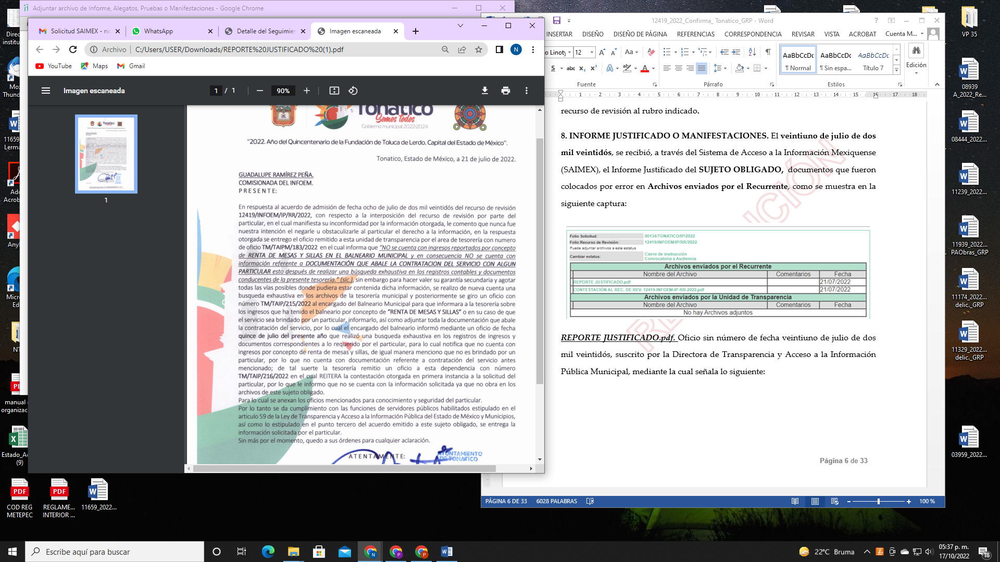 Adjuntar archivo de Informe, Alegatos, Pruebas o Manifestaciones - Google Chrome
Solicitud SAIMEX - nic
WhatsApp
Detalle del Seguimien
Imagen escaneada
Archivo
C:/Users/USER/Downloads/REPORTE%20JUSTIFICADO%20(1).pdf
N
YouTube
Maps
Gmail
Imagen escaneada
1 / 1
90%
1
Tonatico
Somos todos
Gobierno municipal 2022-2024
"2022. Año del Quincentenario de la Fundación de Toluca de Lerdo, Capital del Estado de México".
Tonatico, Estado de México, a 21 de julio de 2022.
GUADALUPE RAMÍREZ PEÑA.
COMISIONADA DEL INFOEM.
P R E S E N T E:
En respuesta al acuerdo de admisión de fecha ocho de julio de dos mil veintidós del recurso de revisión
12419/INFOEM/IP/RR/2022, con respecto a la interposición del recurso de revisión por parte del
particular, en el cual manifiesta su inconformidad por la información otorgada, le comento que nunca fue
nuestra intención el negarle u obstaculizarle al particular el derecho a la información, en la respuesta
otorgada se entrego el oficio remitido a esta unidad de transparencia por el area de tesorería con numero
de oficio TM/TAIPM/183/2022 en el cual informa que "NO se cuenta con ingresos reportados por concepto
de RENTA DE MESAS Y SILLAS EN EL BALNEARIO MUNICIPAL y en consecuencia NO se cuenta con
información referente a DOCUMENTACIÓN QUE ABALE LA CONTRATACION DEL SERVICIO CON ALGUN
PARTICULAR esto después de realizar una búsqueda exhaustiva en los registros contables y documentos
conducentes de la presente tesorería." (sic.), sin embargo para hacer valer su garantía secundaria y agotar
todas las vías posibles donde pudiera estar contenida dicha información, se realizo de nueva cuenta una
busqueda exhaustiva en los archivos de la tesorería municipal y posteriormente se giro un oficio con
número TM/TAIP/215/2022 al encargado del Balneario Municipal para que informara a la tesorería sobre
los ingresos que ha tenido el balneario por concepto de "RENTA DE MESAS Y SILLAS" o en su caso de que
el servicio sea brindado por un particular, informarlo, así como adjuntar toda la documentación que abale
la contratación del servicio, por lo cual el encargado del balneario informó mediante un oficio de fecha
quince de julio del presente año que realizó una busqueda exhaustiva en los registros de ingresos y
documentos correspondientes a lo requerido por el particular, para lo cual notifica que no cuenta con
ingresos por concepto de renta de mesas y sillas, de igual manera menciono que no es brindado por un
particular, por lo que no cuenta con documentación referente a contratación del servicio antes
mencionado; de tal suerte la tesorería remitio un oficio a esta dependencia con número
TM/TAIP/216/2022 en el cual REITERA la contestación otorgada en primera instancia a la solicitud del
particular, por lo que le informo que no se cuenta con la información solicitada ya que no obra en los
archivos de este sujeto obligado.
Para lo cual se anexan los oficios mencionados para conocimiento y seguridad del particular.
Por lo tanto se da cumplimiento con las funciones de servidores públicos habilitados estipulado en el
articulo 59 de la Ley de Transparencia y Acceso a la Información Pública del Estado de México y Municipios,
así como lo estipulado en el punto tercero del acuerdo emitido a este sujeto obligado, se entrega la
información solicitada por el particular.
Sin más por el momento, quedo a sus órdenes para cualquier aclaración.
A T E N T A M E N T E:
AYUNTAMIENTO
DE TONATICO
12419_2022_Confirma_ Tonatico_GRP - Word
INSERTAR DISEÑO DISEÑO DE PÁGINA REFERENCIAS CORRESPONDENCIA REVISAR VISTA ACROBAT Cuenta M...
o Linoty 12
Aa
abc
AaBbCcDc AaBbCcDc AaBbCcDc
¶ Normal ¶ Sin espa... Título 7
Edición
Fuente Párrafo Estilos
1 2 3 4 5 6 7 8 9 10 11 12 13 14 15 16 17 18
recurso de revisión al rubro indicado.
8. INFORME JUSTIFICADO O MANIFESTACIONES. El veintiuno de julio de dos
mil veintidós, se recibió, a través del Sistema de Acceso a la Información Mexiquense
(SAIMEX), el Informe Justificado del SUJETO OBLIGADO, documentos que fueron
colocados por error en Archivos enviados por el Recurrente, como se muestra en la
siguiente captura:
Folio Solicitud: 00134/TONATICO/IP/2022
Folio Recurso de Revisión: 12419/INFOEM/IP/RR/2022
Puede adjuntar archivos a este estatus
Cambiar estatus: Cierre de instrucción
Convocatoria a Audiencia
Archivos enviados por el Recurrente
Nombre del Archivo Comentarios Fecha
REPORTE JUSTIFICADO.pdf 21/07/2022
CONTESTACIÓN AL REC. DE REV. 12419-INFOEM-IP-RR-2022.pdf 21/07/2022
Archivos enviados por la Unidad de Transparencia
Nombre del Archivo Comentarios Fecha
No hay Archivos adjuntos
REPORTE JUSTIFICADO.pdf. Oficio sin número de fecha veintiuno de julio de dos
mil veintidós, suscrito por la Directora de Transparencia y Acceso a la Información
Pública Municipal, mediante la cual señala lo siguiente:
Página 6 de 33
PÁGINA 6 DE 33 6028 PALABRAS
100 %
VP 35
08939
A_2022_Re...
08444_2022...
11239_2022...
11939_2022...
PAObras_GRP
11174_2022...
delic._GRP
11329_2022...
delic._GRP
03959_2022...
manual
organizac
Estado_Ac
(9)
COD REG
METEPEC
REGLAME...
INTERIOR ...
11659_2022...
Escribe aquí para buscar
22°C Bruma
05:37 p. m.
17/10/2022
18